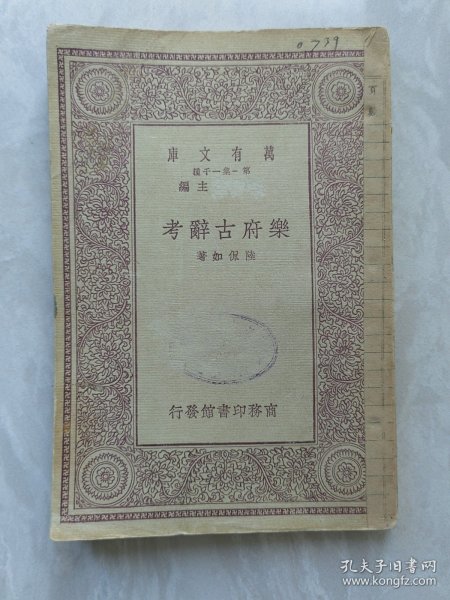 0739
萬有文庫
第一集一千種
主編
樂府古辭考
陸侃如著
商務印書館發行
孔夫子旧书网
www.kongfz.com